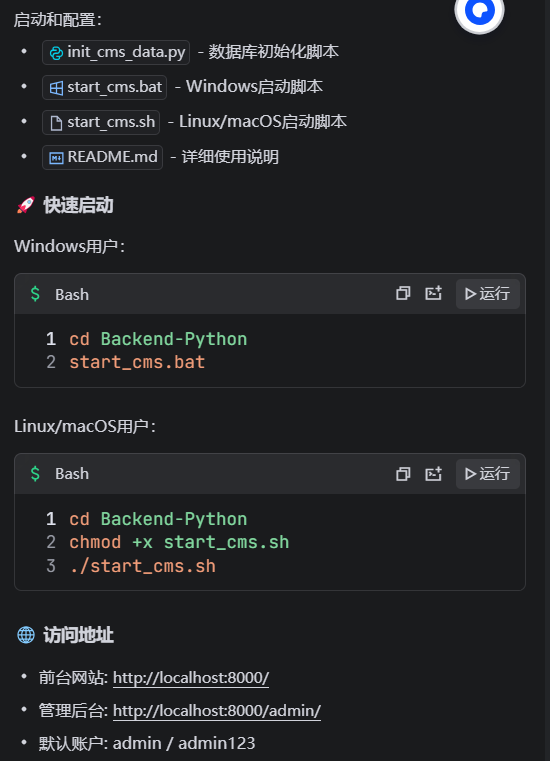 启动和配置：
• init_cms_data.py - 数据库初始化脚本
• start_cms.bat - Windows启动脚本
• start_cms.sh - Linux/macOS启动脚本
• README.md - 详细使用说明
🚀 快速启动
Windows用户：
$ Bash 运行
1 cd Backend-Python
2 start_cms.bat
Linux/macOS用户：
$ Bash 运行
1 cd Backend-Python
2 chmod +x start_cms.sh
3 ./start_cms.sh
🌐 访问地址
• 前台网站: http://localhost:8000/
• 管理后台: http://localhost:8000/admin/
• 默认账户: admin / admin123